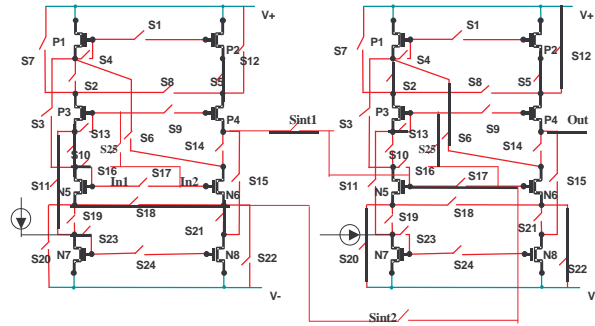 S1 V+ S1 V+
P1 P2 P1 P2
S7 S4 S12 S7 S4 S12
S2 S8 S5 S2 S8 S5
P3 P4 P3 P4
S3 S13 S6 S9 Sint1 S3 S13 S6 S9 Out
S10 S25 S14 S10 S25 S14
S16 S17 S16 S17
S11 N5 In1 In2 N6 S15 S11 N5 N6 S15
S19 S18 S21 S19 S18 S21
S20 N7 S23 N8 S22 S20 N7 S23 N8 S22
S24 S24
V- V
Sint2